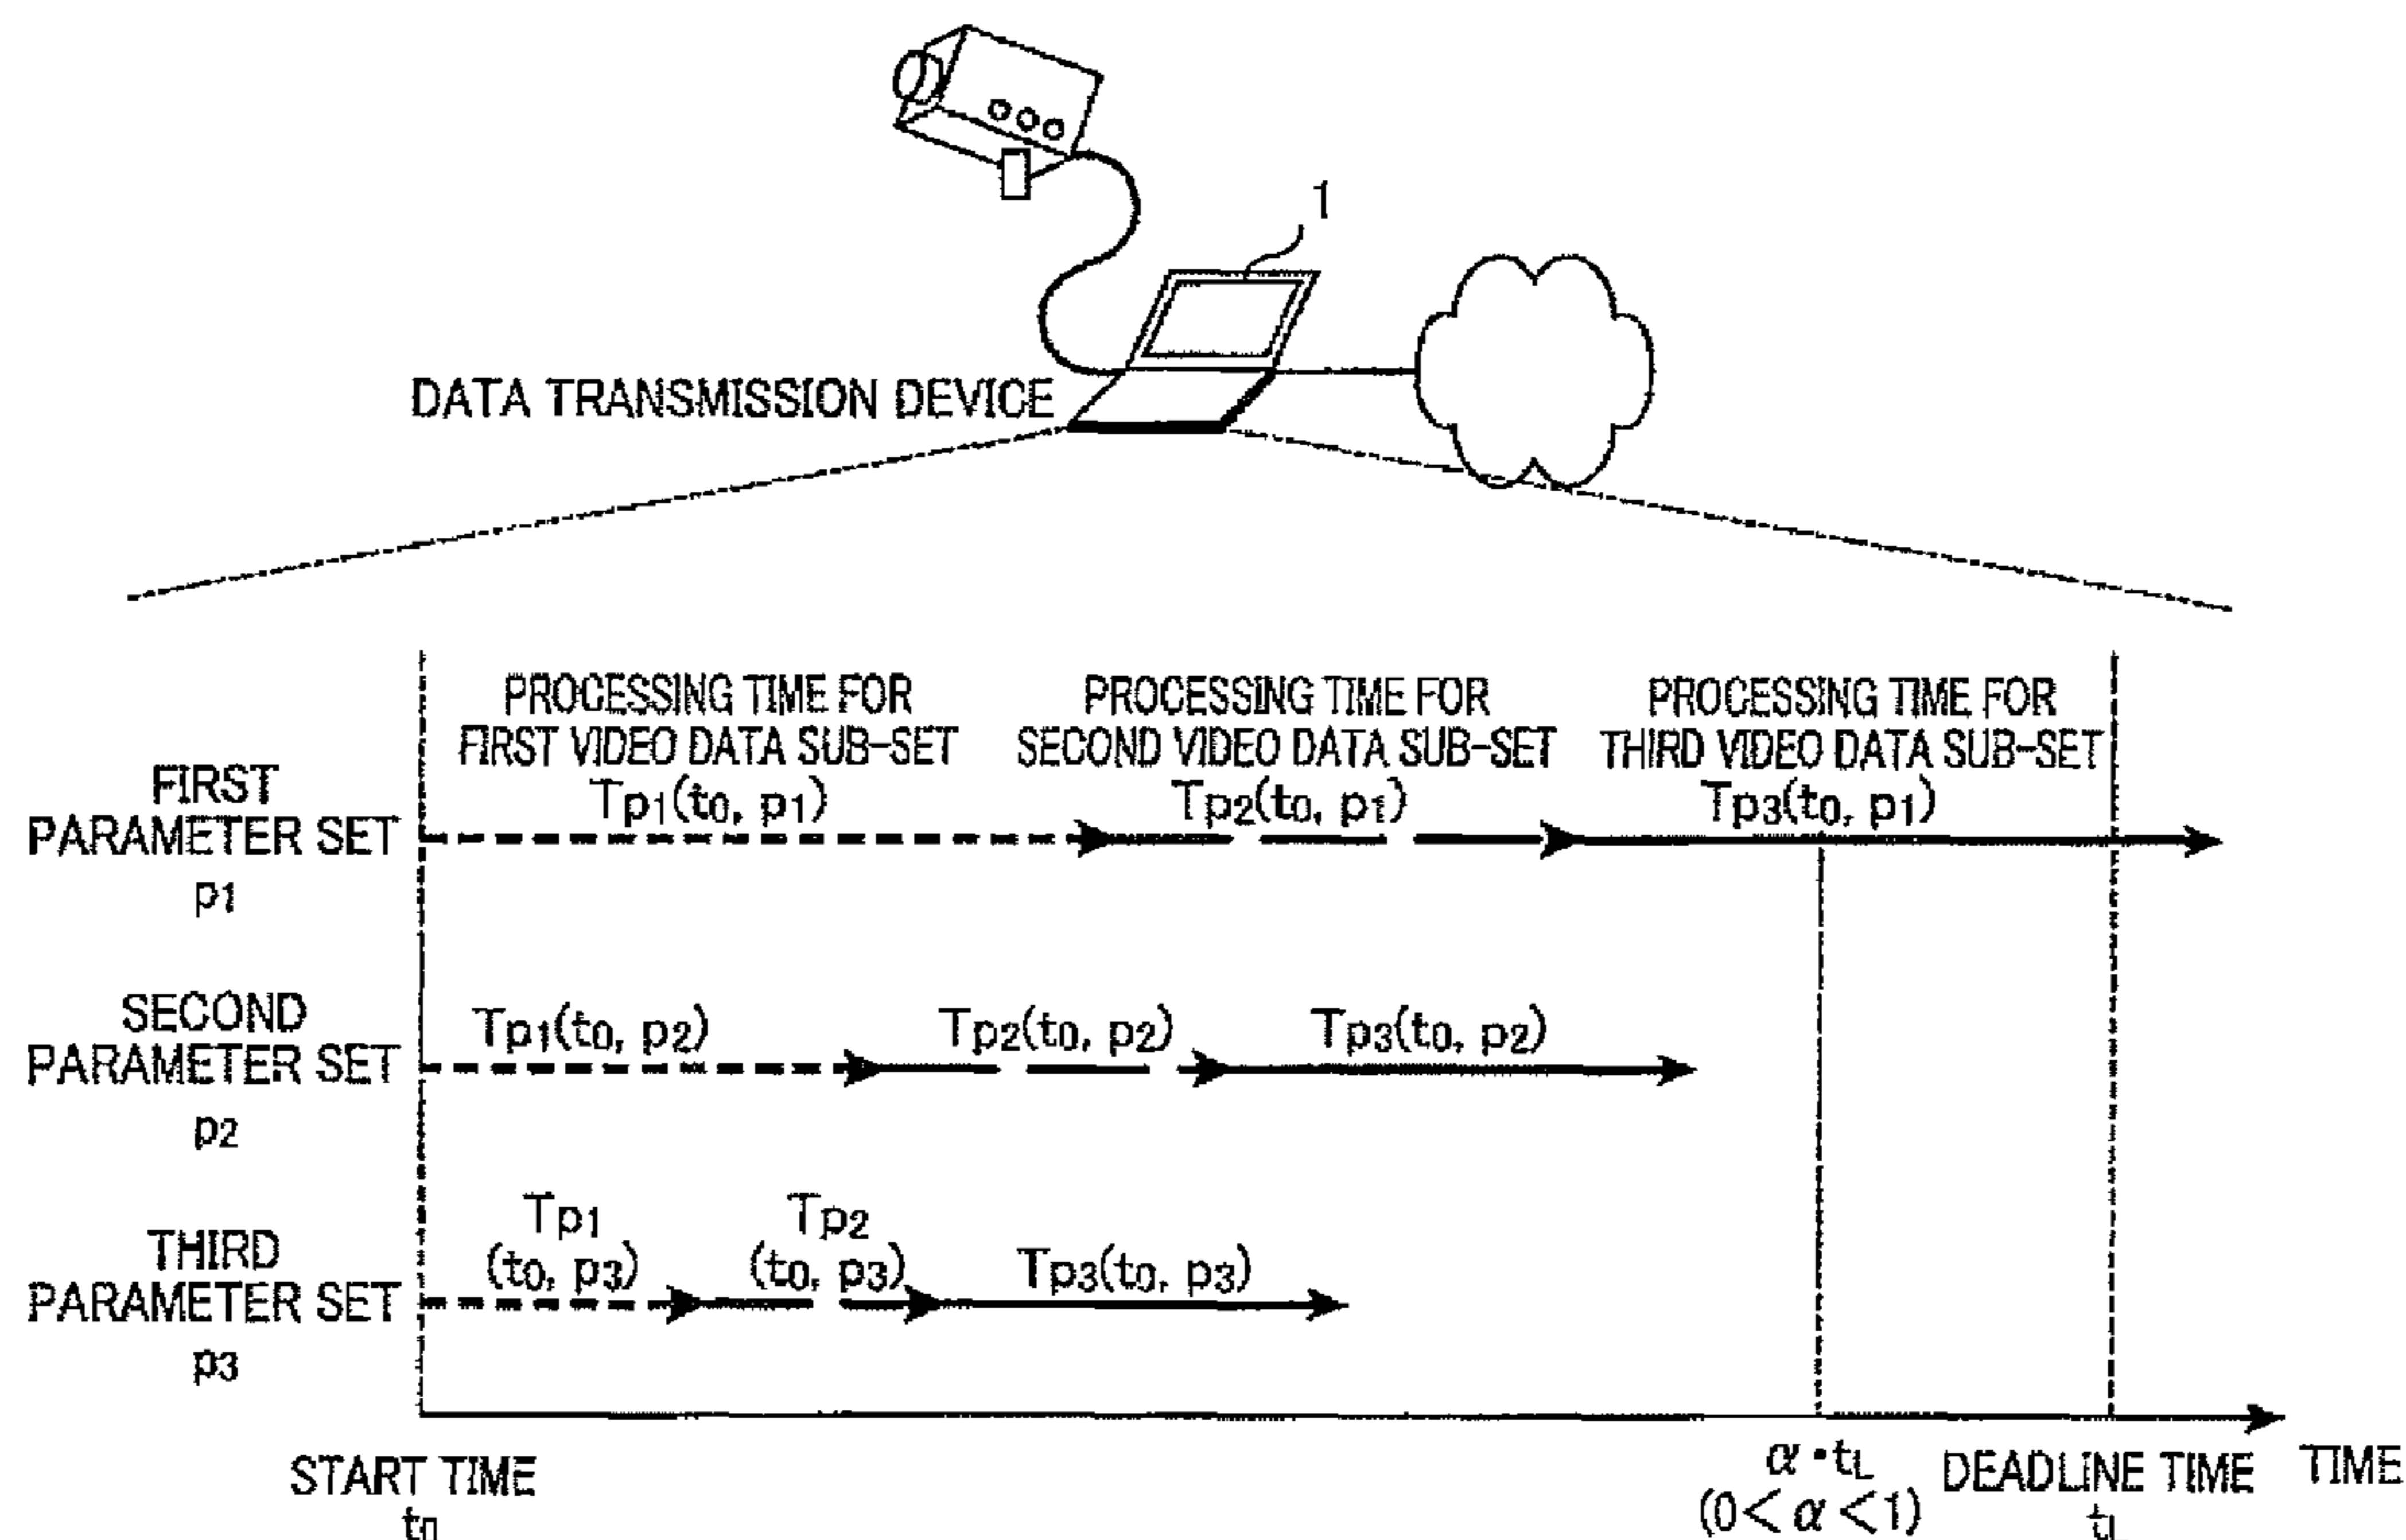 1
DATA TRANSMISSION DEVICE
PROCESSING TIME FOR
FIRST VIDEO DATA SUB-SET
Tp1(t0, p1)
PROCESSING TIME FOR
SECOND VIDEO DATA SUB-SET
Tp2(t0, p1)
PROCESSING TIME FOR
THIRD VIDEO DATA SUB-SET
Tp3(t0, p1)
FIRST
PARAMETER SET
p1
SECOND
PARAMETER SET
p2
Tp1(t0, p2)
Tp2(t0, p2)
Tp3(t0, p2)
THIRD
PARAMETER SET
p3
Tp1
(t0, p3)
Tp2
(t0, p3)
Tp3(t0, p3)
START TIME
t0
α・tL
(0<α<1)
DEADLINE TIME
tL
TIME